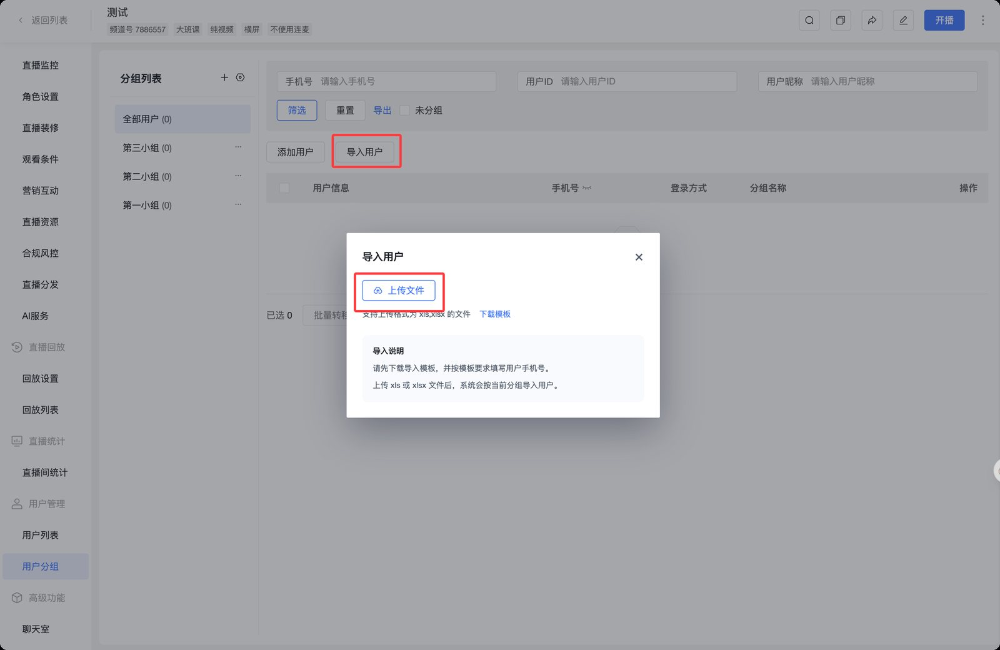 返回列表
测试
频道号 7886557 大班课 纯视频 横屏 不使用连麦
开播
直播监控
角色设置
直播装修
观看条件
营销互动
直播资源
合规风控
直播分发
AI服务
直播回放
回放设置
回放列表
直播统计
直播间统计
用户管理
用户列表
用户分组
高级功能
聊天室
分组列表
全部用户 (0)
第三小组 (0)
第二小组 (0)
第一小组 (0)
手机号 请输入手机号
用户ID 请输入用户ID
用户昵称 请输入用户昵称
筛选 重置 导出 未分组
添加用户 导入用户
用户信息 手机号 登录方式 分组名称 操作
已选 0 批量转移
导入用户
上传文件
支持上传格式为 xls,xlsx 的文件 下载模板
导入说明
请先下载导入模板，并按模板要求填写用户手机号。
上传 xls 或 xlsx 文件后，系统会按当前分组导入用户。